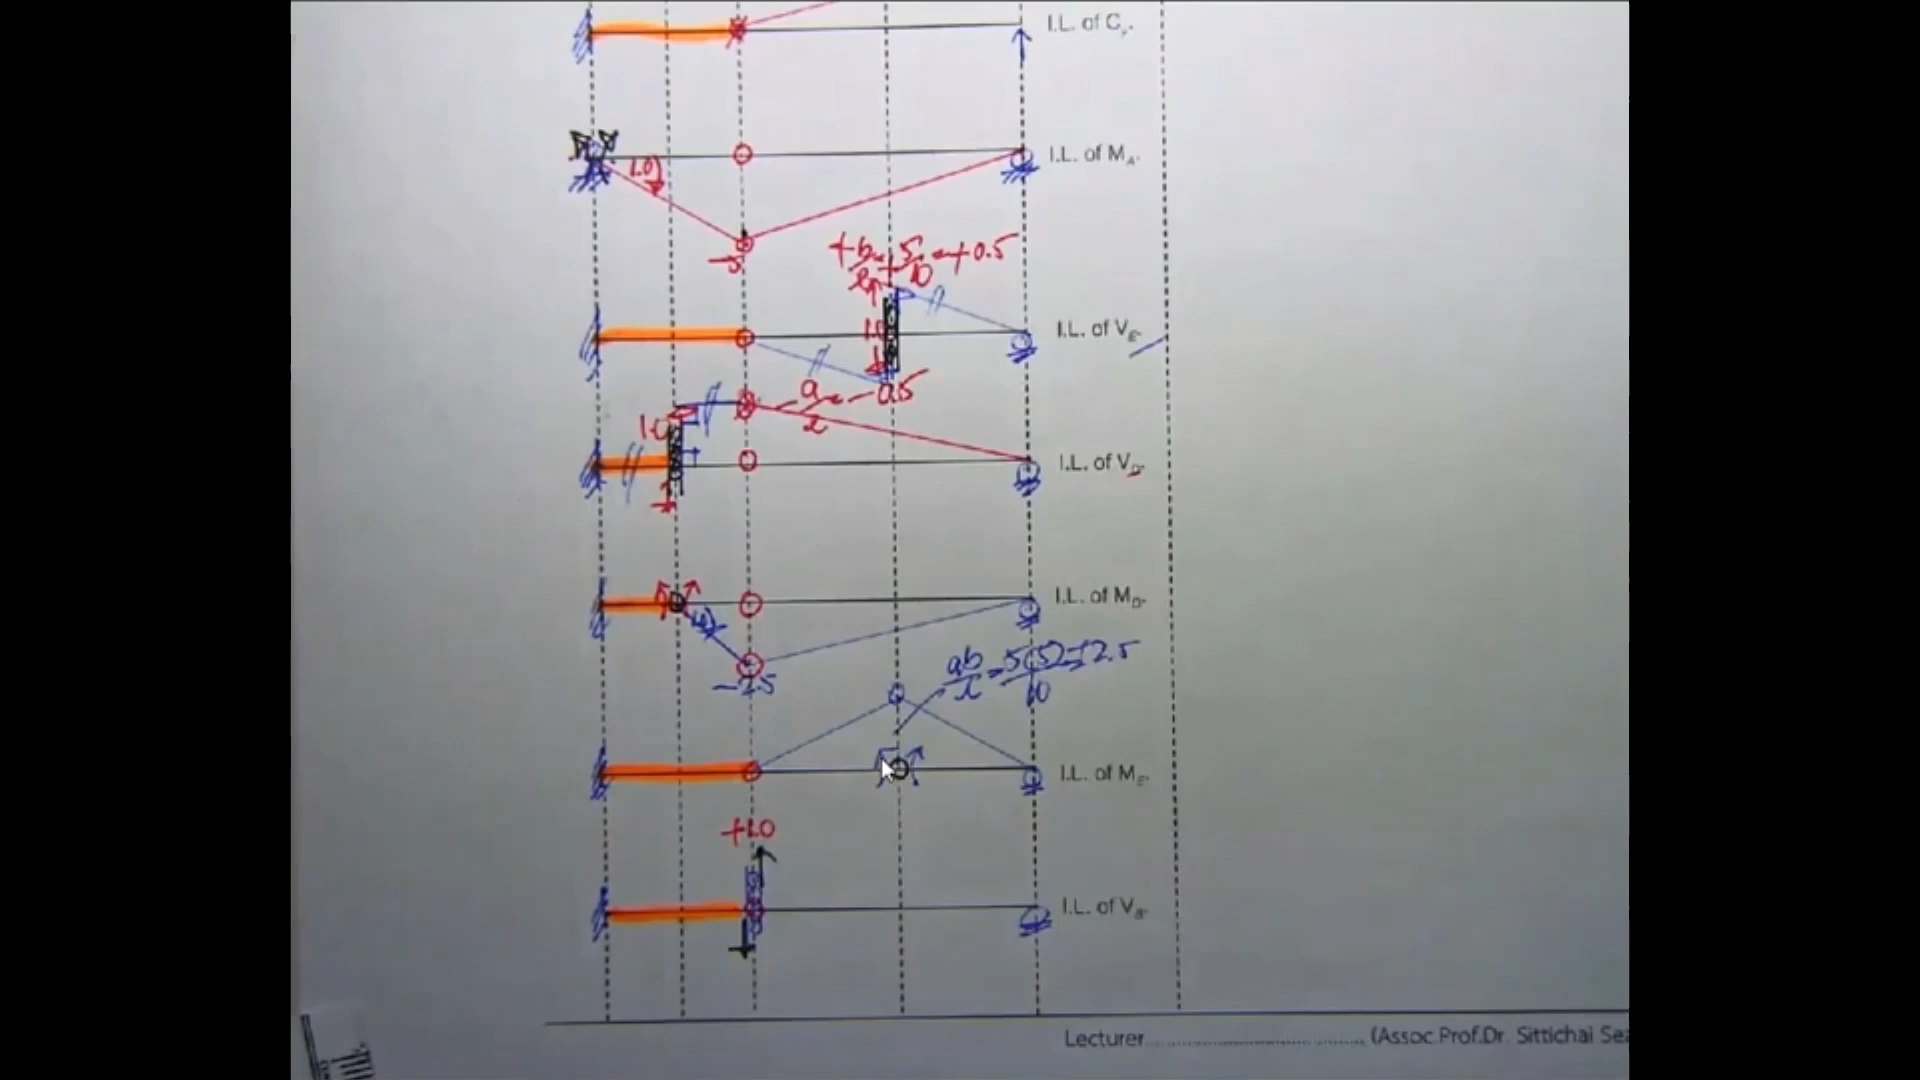 I.L. of Cy.
I.L. of MA.
1.0
-5
+b/l = +5/10 = +0.5
1.0
I.L. of VE.
-a/l = -0.5
1.0
I.L. of VD.
I.L. of MD.
-2.5
ab/l = 5(5)/10 = +2.5
I.L. of ME.
+1.0
I.L. of VB.
Lecturer (Assoc.Prof.Dr. Sittichai